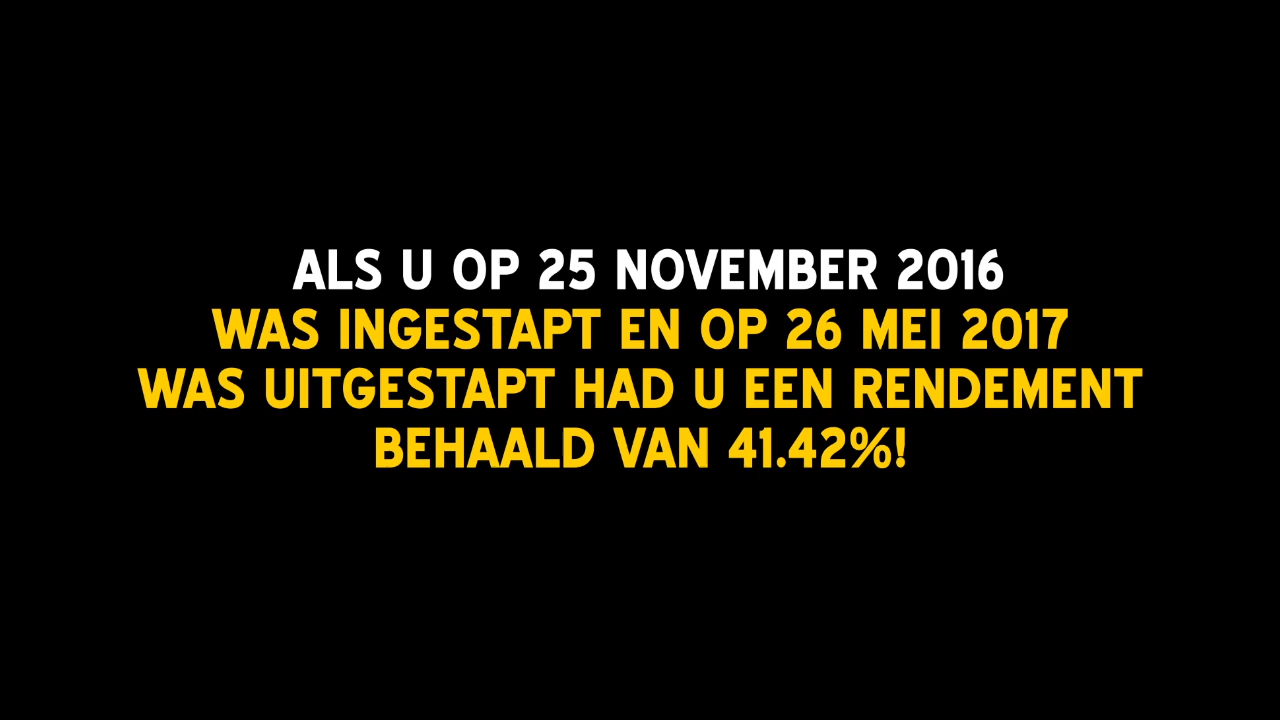 ALS U OP 25 NOVEMBER 2016
WAS INGESTAPT EN OP 26 MEI 2017
WAS UITGESTAPT HAD U EEN RENDEMENT
BEHAALD VAN 41.42%!